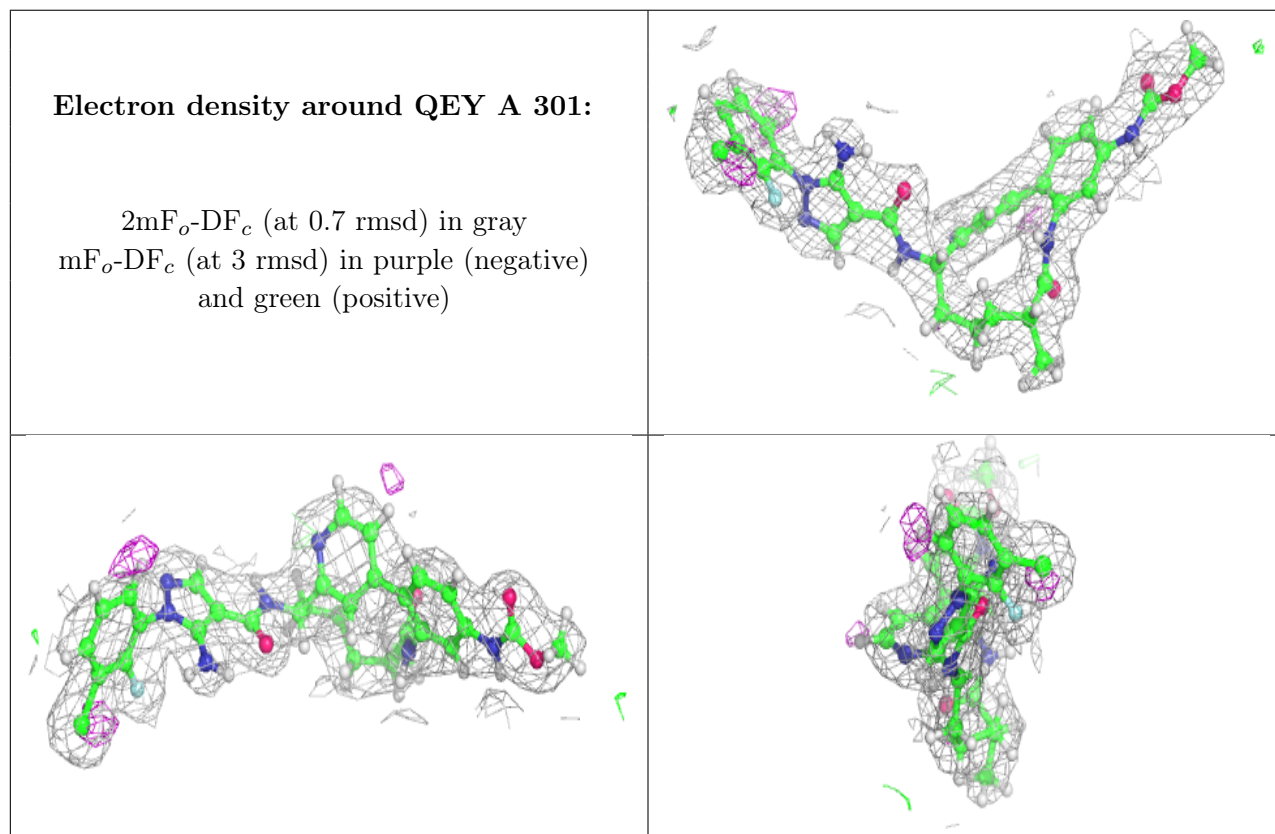 Electron density around QEY A 301:
2mFo-DFc (at 0.7 rmsd) in gray
mFo-DFc (at 3 rmsd) in purple (negative)
and green (positive)